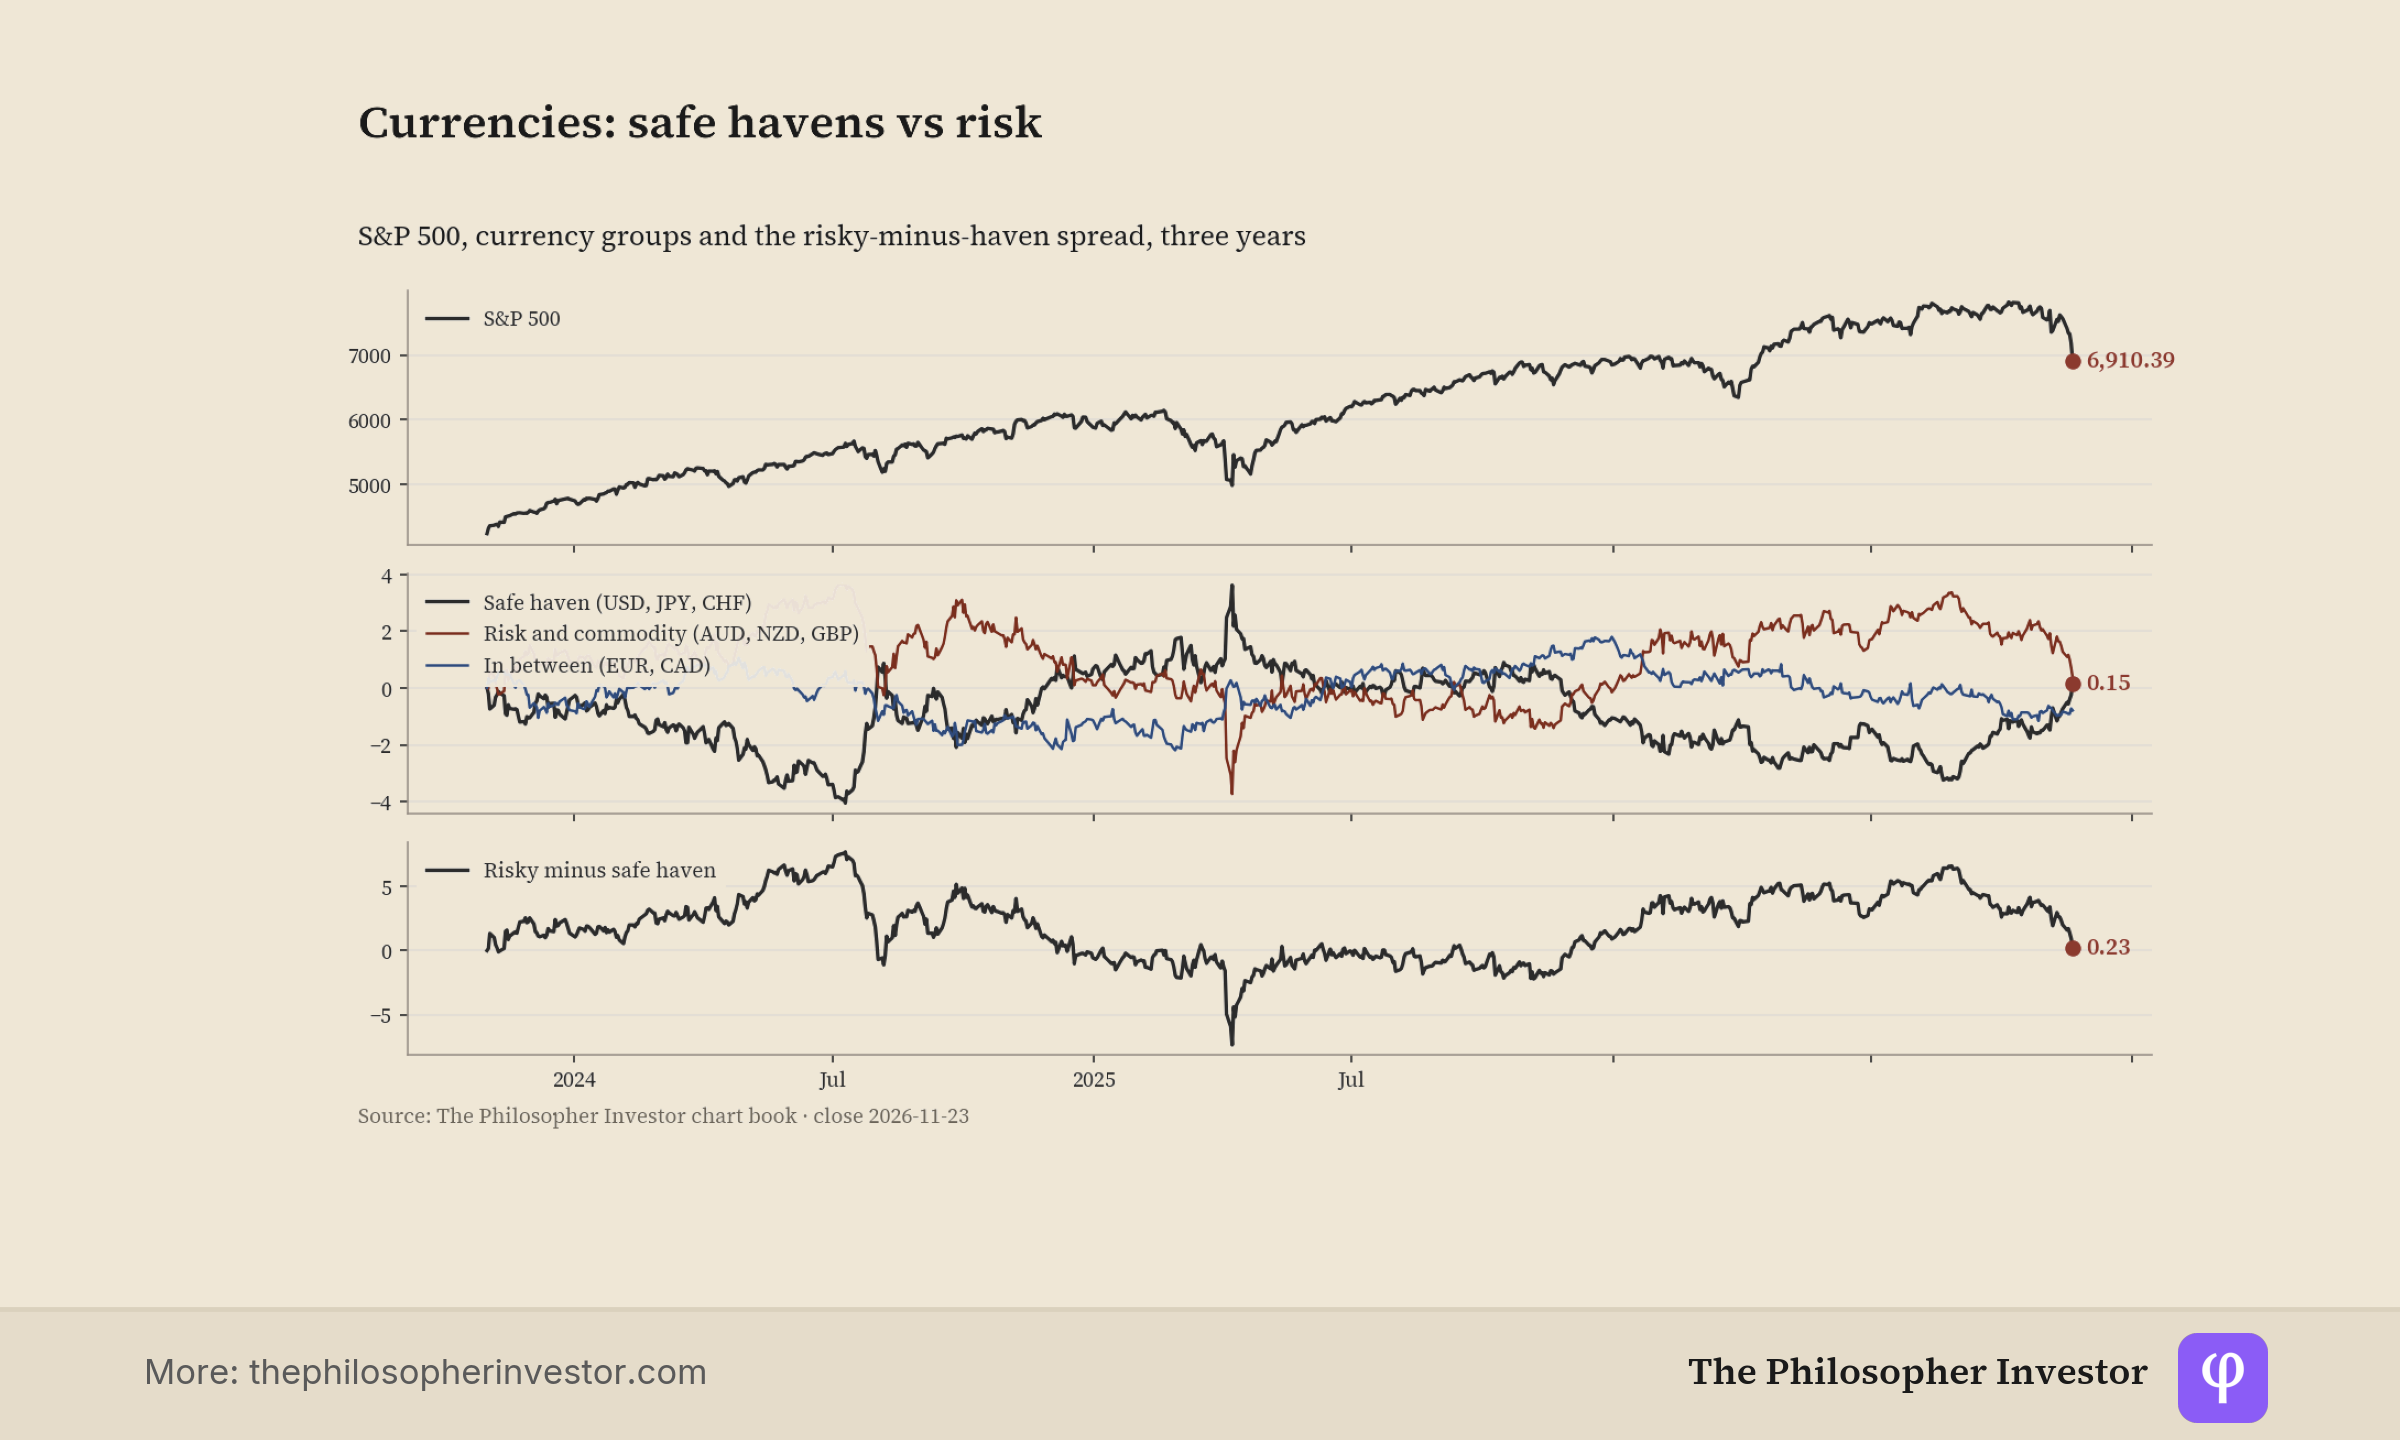 Currencies: safe havens vs risk
S&P 500, currency groups and the risky-minus-haven spread, three years
S&P 500
7000
6000
5000
6,910.39
4
2
0
−2
−4
Safe haven (USD, JPY, CHF)
Risk and commodity (AUD, NZD, GBP)
In between (EUR, CAD)
0.15
5
0
−5
Risky minus safe haven
0.23
2024 Jul 2025 Jul
Source: The Philosopher Investor chart book · close 2026-11-23
More: thephilosopherinvestor.com
The Philosopher Investor φ